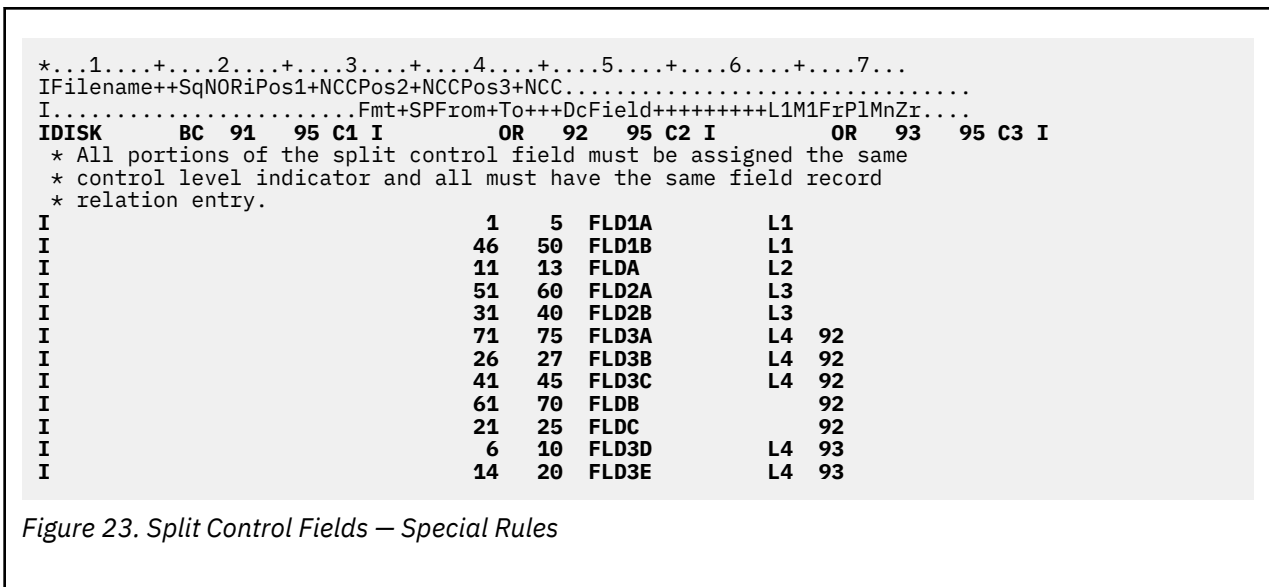 *...1....+....2....+....3....+....4....+....5....+....6....+....7...
IFilename++SqNORiPos1+NCCPos2+NCCPos3+NCC................................
I.........................Fmt+SPFrom+To+++DcField+++++++++L1M1FrPlMnZr....
IDISK      BC  91   95 C1 I         OR   92   95 C2 I         OR   93   95 C3 I
 * All portions of the split control field must be assigned the same
 * control level indicator and all must have the same field record
 * relation entry.
I                                  1    5  FLD1A         L1
I                                 46   50  FLD1B         L1
I                                 11   13  FLDA          L2
I                                 51   60  FLD2A         L3
I                                 31   40  FLD2B         L3
I                                 71   75  FLD3A         L4  92
I                                 26   27  FLD3B         L4  92
I                                 41   45  FLD3C         L4  92
I                                 61   70  FLDB              92
I                                 21   25  FLDC              92
I                                  6   10  FLD3D         L4  93
I                                 14   20  FLD3E         L4  93
Figure 23. Split Control Fields — Special Rules